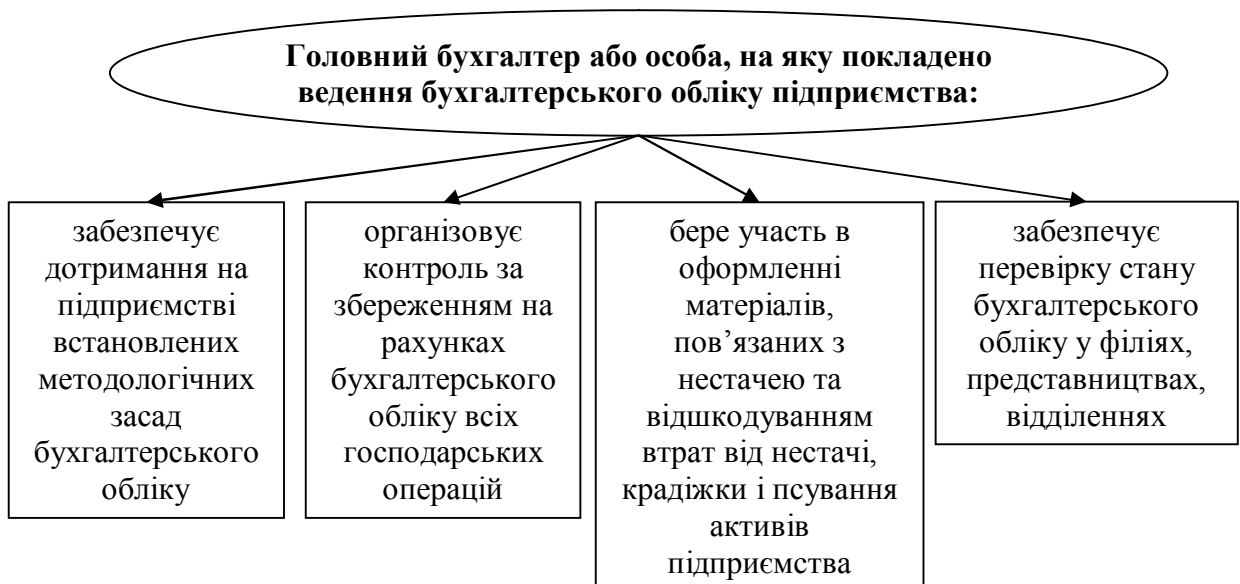 Головний бухгалтер або особа, на яку покладено
ведення бухгалтерського обліку підприємства:
забезпечує
дотримання на
підприємстві
встановлених
методологічних
засад
бухгалтерського
обліку
організовує
контроль за
збереженням на
рахунках
бухгалтерського
обліку всіх
господарських
операцій
бере участь в
оформленні
матеріалів,
пов’язаних з
нестачею та
відшкодуванням
втрат від нестачі,
крадіжки і псування
активів
підприємства
забезпечує
перевірку стану
бухгалтерського
обліку у філіях,
представництвах,
відділеннях